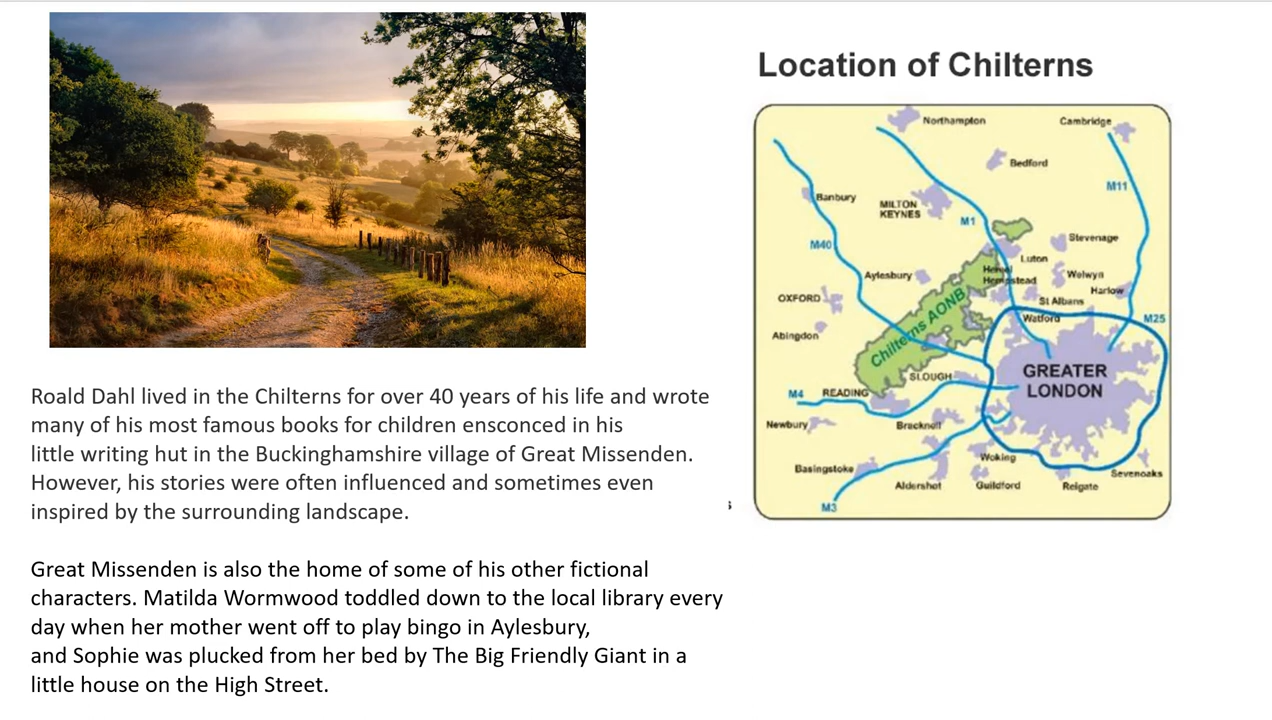 Location of Chilterns
Northampton
Cambridge
Bedford
M11
Banbury
MILTON
KEYNES
M1
M40
Stevenage
Luton
Aylesbury
Hemel
Hempstead
Welwyn
Harlow
OXFORD
St Albans
Chilterns AONB
Watford
M25
Abingdon
GREATER
LONDON
SLOUGH
M4
READING
Newbury
Bracknell
Woking
Basingstoke
Sevenoaks
Aldershot
Guildford
Reigate
M3
Roald Dahl lived in the Chilterns for over 40 years of his life and wrote
many of his most famous books for children ensconced in his
little writing hut in the Buckinghamshire village of Great Missenden.
However, his stories were often influenced and sometimes even
inspired by the surrounding landscape.
Great Missenden is also the home of some of his other fictional
characters. Matilda Wormwood toddled down to the local library every
day when her mother went off to play bingo in Aylesbury,
and Sophie was plucked from her bed by The Big Friendly Giant in a
little house on the High Street.